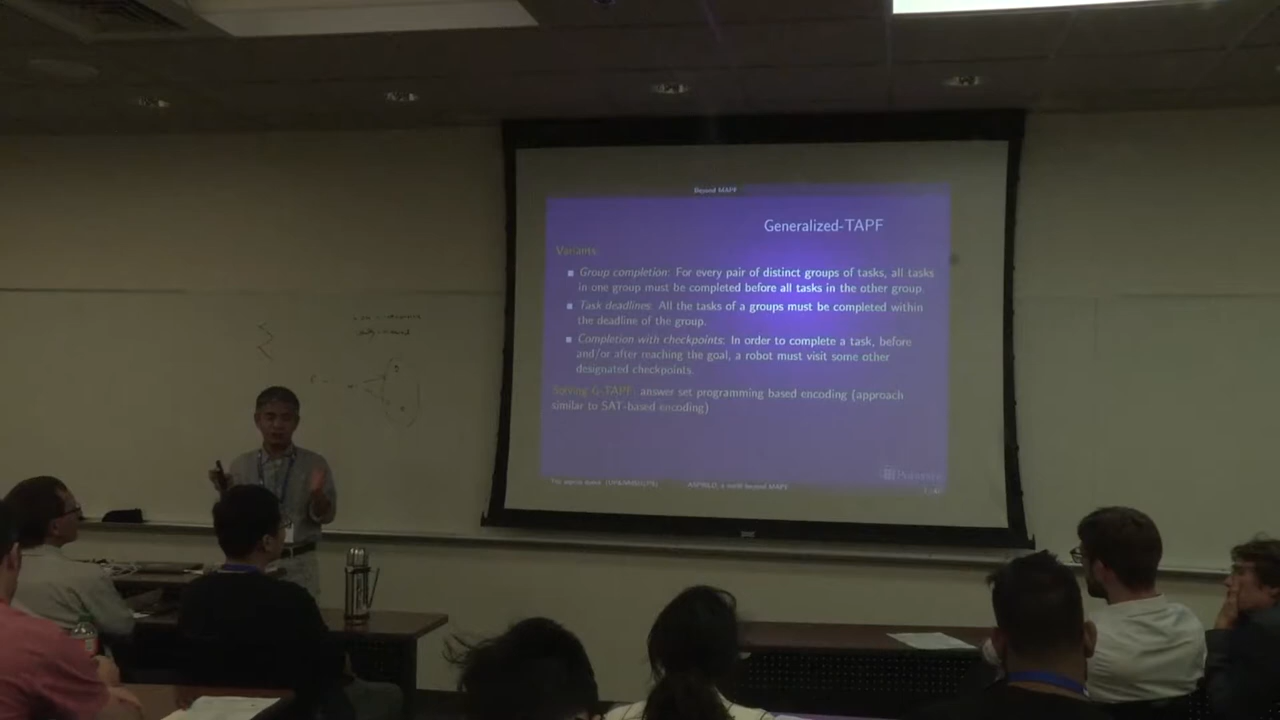 Beyond MAPF
Generalized-TAPF
Variants:
Group completion: For every pair of distinct groups of tasks, all tasks
in one group must be completed before all tasks in the other group.
Task deadlines: All the tasks of a groups must be completed within
the deadline of the group.
Completion with checkpoints: In order to complete a task, before
and/or after reaching the goal, a robot must visit some other
designated checkpoints.
Solving G-TAPF: answer set programming based encoding (approach
similar to SAT-based encoding)
beyond MAPF